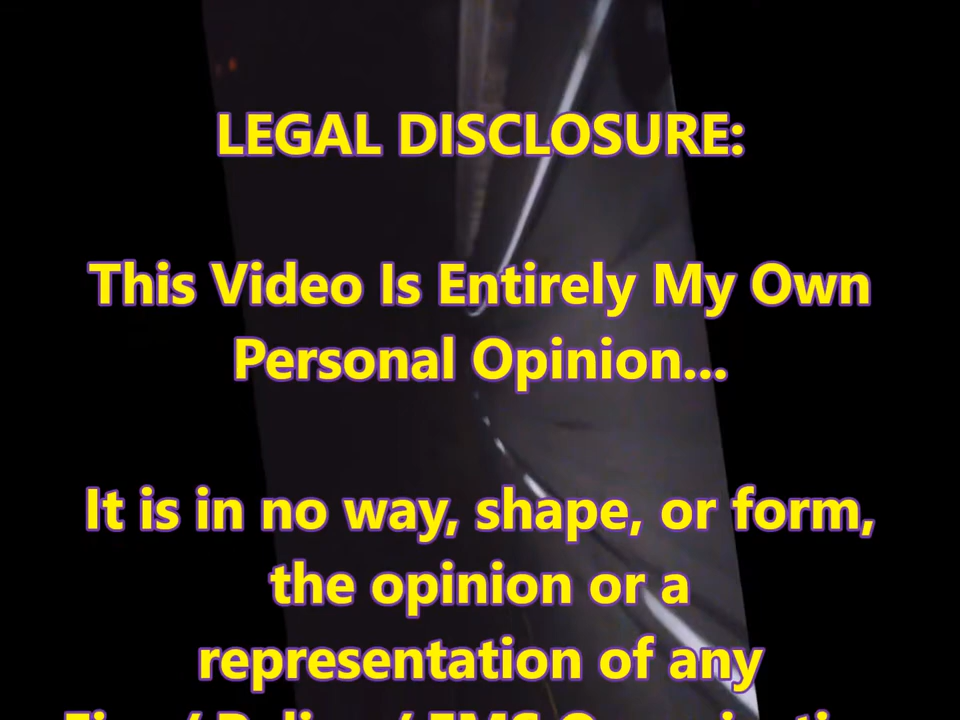 LEGAL DISCLOSURE:
This Video Is Entirely My Own
Personal Opinion...
It is in no way, shape, or form,
the opinion or a
representation of any